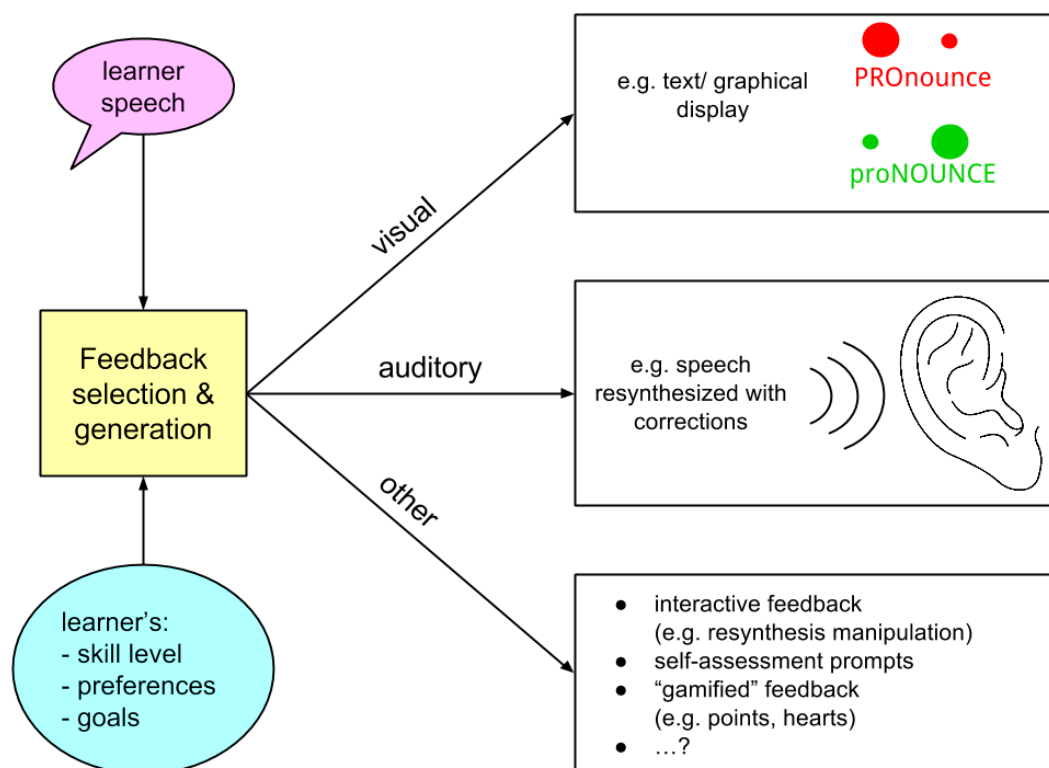 learner
speech
Feedback
selection &
generation
learner's:
- skill level
- preferences
- goals
visual
auditory
other
e.g. text/ graphical
display
PROnounce
proNOUNCE
e.g. speech
resynthesized with
corrections
● interactive feedback
(e.g. resynthesis manipulation)
● self-assessment prompts
● “gamified” feedback
(e.g. points, hearts)
● …?